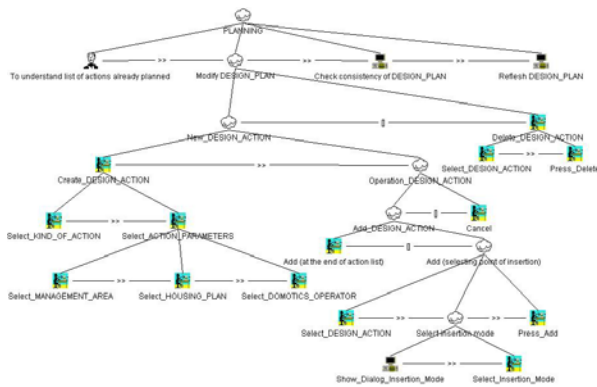 PLANNING
>> >> >>
To understand list of actions already planned Modify DESIGN_PLAN Check consistency of DESIGN_PLAN Reflesh DESIGN_PLAN
[]
New_DESIGN_ACTION Delete_DESIGN_ACTION
>> >>
Select_DESIGN_ACTION Press_Delete
Create_DESIGN_ACTION Operation_DESIGN_ACTION
>> []
Select_KIND_OF_ACTION Select_ACTION_PARAMETERS Add_DESIGN_ACTION Cancel
[]
Add (at the end of action list) Add (selecting point of insertion)
>> >>
Select_MANAGEMENT_AREA Select_HOUSING_PLAN Select_DOMOTICS_OPERATOR
>> >>
Select_DESIGN_ACTION Select insertion mode Press_Add
>>
Show_Dialog_Insertion_Mode Select_Insertion_Mode